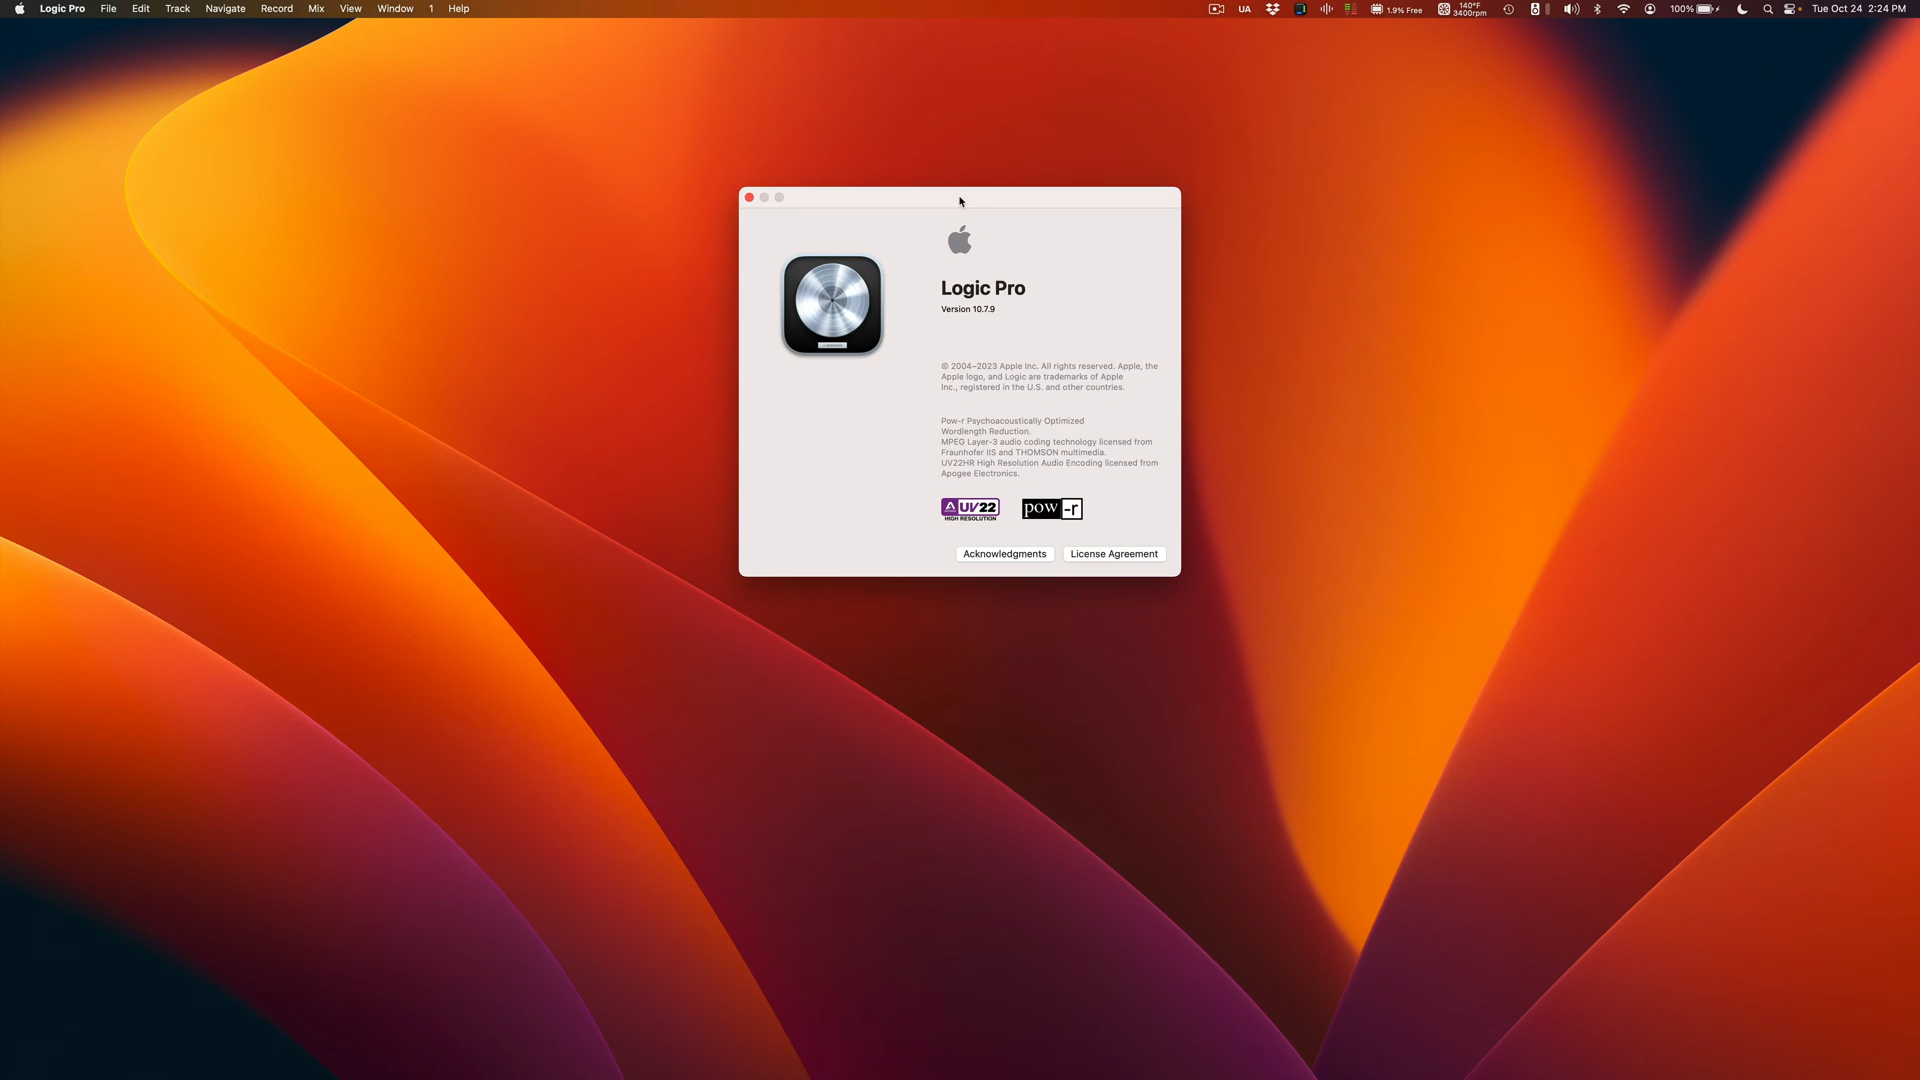 Logic Pro File Edit Track Navigate Record Mix View Window 1 Help
UA 1.9% Free 140°F 3400rpm 100% Tue Oct 24 2:24 PM
Logic Pro
Version 10.7.9
© 2004–2023 Apple Inc. All rights reserved. Apple, the
Apple logo, and Logic are trademarks of Apple
Inc., registered in the U.S. and other countries.
Pow-r Psychoacoustically Optimized
Wordlength Reduction.
MPEG Layer-3 audio coding technology licensed from
Fraunhofer IIS and THOMSON multimedia.
UV22HR High Resolution Audio Encoding licensed from
Apogee Electronics.
UV22
HIGH RESOLUTION
pow-r
Acknowledgments License Agreement